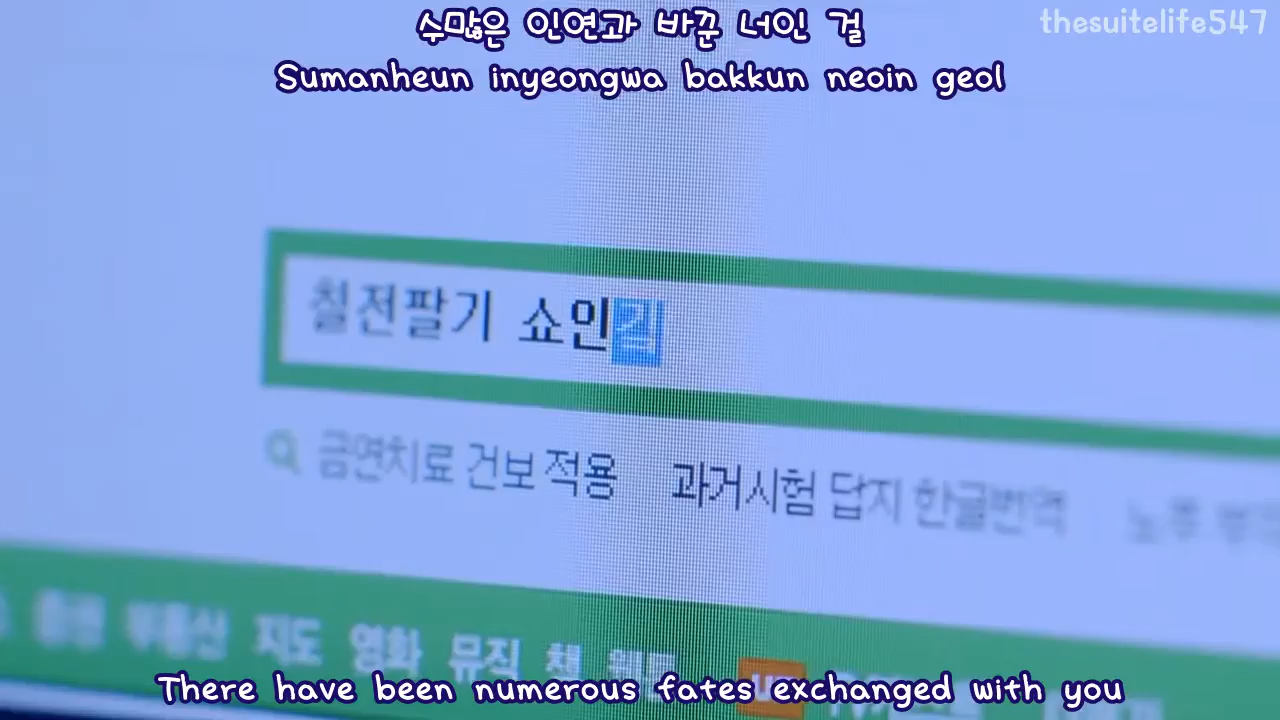 수많은 인연과 바꾼 너인 걸
thesuitelife547
Sumanheun inyeongwa bakkun neoin geol
칠전팔기 쇼인길
금연치료 건보 적용 과거시험 답지 한글번역
증권 부동산 지도 영화 뮤직 책 웹툰
There have been numerous fates exchanged with you